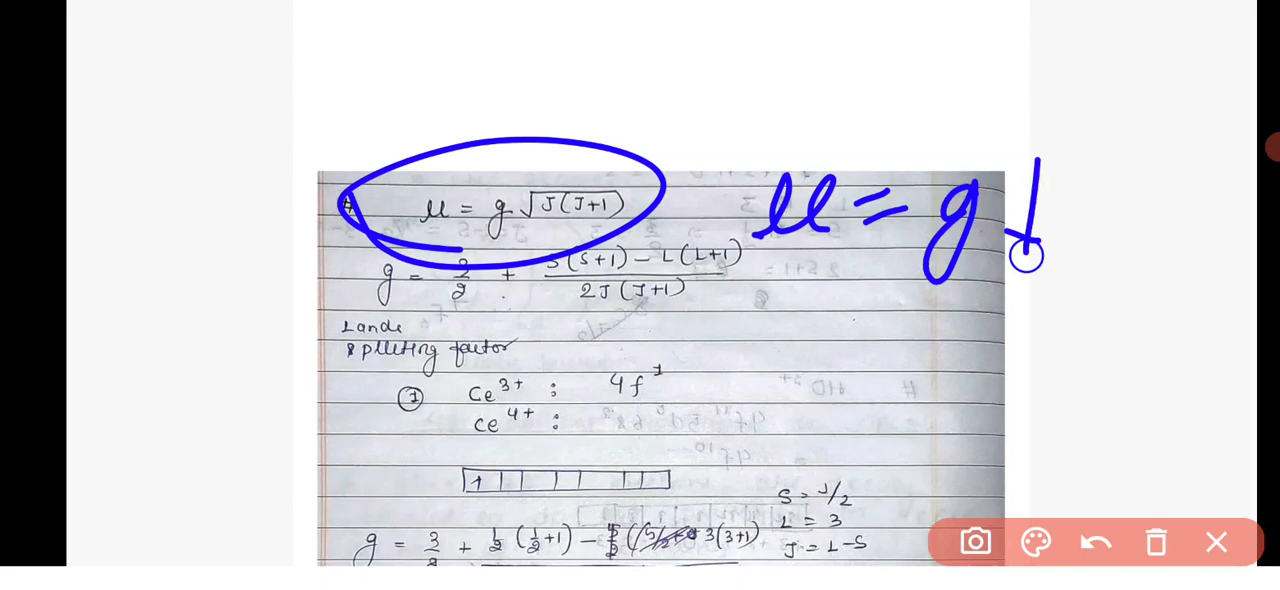 μ = g √J(J+1)
μ = g
g = 3/2 + S(S+1) - L(L+1) / 2J(J+1)
Lande
splitting factor
① Ce³⁺ : 4f¹
Ce⁴⁺ :
S = 1/2
L = 3
g = 3/2 + 1/2 (1/2 +1) - 3(3+1)
J = L-S